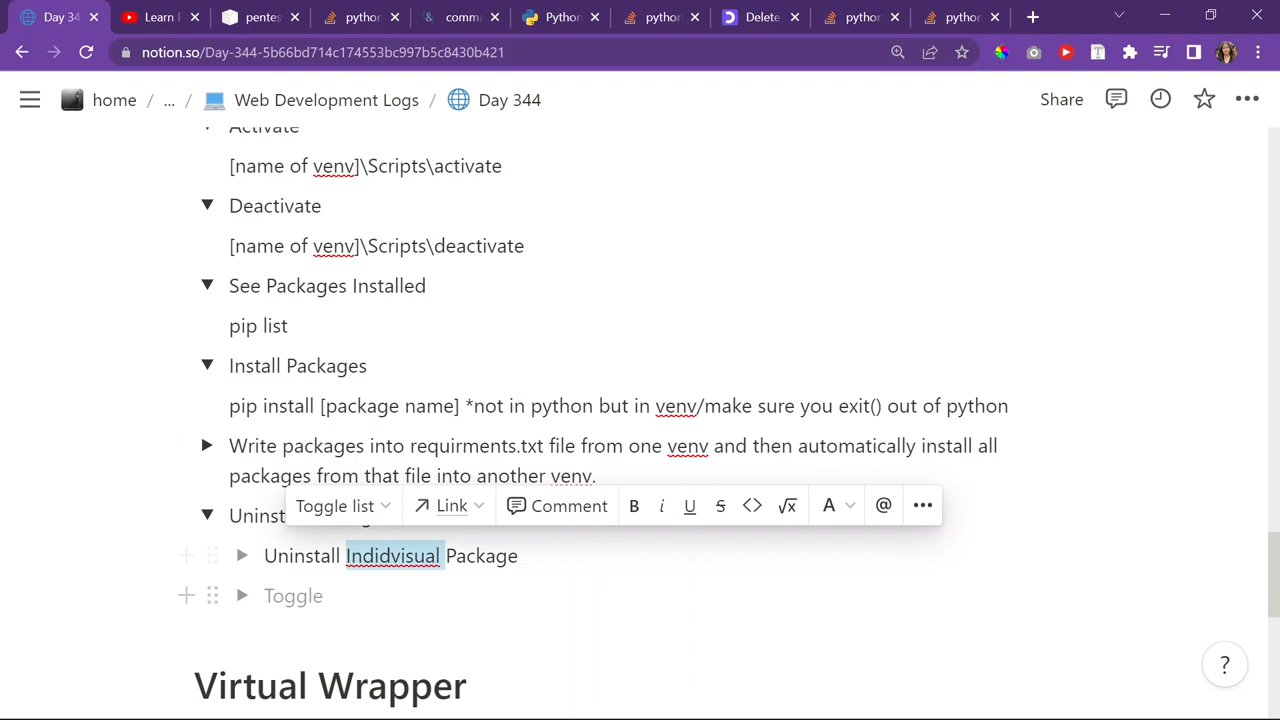 Day 34
Learn F
pentes
python
comma
Python
python
Delete
python
python
notion.so/Day-344-5b66bd714c174553bc997b5c8430b421
home / ... / Web Development Logs / Day 344
Share
Activate
[name of venv]\Scripts\activate
Deactivate
[name of venv]\Scripts\deactivate
See Packages Installed
pip list
Install Packages
pip install [package name] *not in python but in venv/make sure you exit() out of python
Write packages into requirments.txt file from one venv and then automatically install all
packages from that file into another venv.
Toggle list Link Comment B i U S <> √x A @ •••
Uninst
Uninstall Indidvisual Package
Toggle
Virtual Wrapper
?